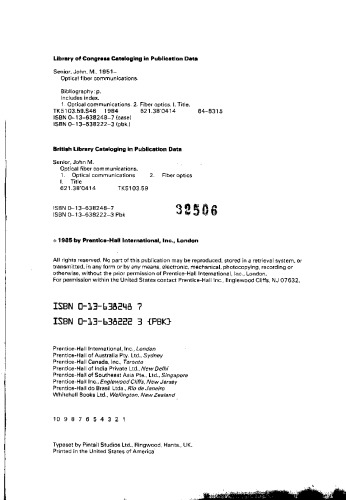 Library of Congress Cataloging in Publication Data
Senior, John M., 1951–
Optical fiber communications.
Bibliography: p.
Includes index.
1. Optical communications. 2. Fiber optics. I. Title.
TK5103.59.S46 1984 621.38'0414 84-8315
ISBN 0-13-638248-7 (case)
ISBN 0-13-638222-3 (pbk)
British Library Cataloging in Publication Data
Senior, John M.
Optical fiber communications.
1. Optical communications 2. Fiber optics
I. Title
621.38'0414 TK5103.59
ISBN 0-13-638248-7
ISBN 0-13-638222-3 Pbk
32506
© 1985 by Prentice-Hall International, Inc., London
All rights reserved. No part of this publication may be reproduced, stored in a retrieval system, or
transmitted, in any form or by any means, electronic, mechanical, photocopying, recording or
otherwise, without the prior permission of Prentice-Hall International, Inc., London.
For permission within the United States contact Prentice-Hall Inc., Englewood Cliffs, NJ 07632.
ISBN 0-13-638248 7
ISBN 0-13-638222 3 {PBK}
Prentice-Hall International, Inc., London
Prentice-Hall of Australia Pty. Ltd., Sydney
Prentice-Hall Canada, Inc., Toronto
Prentice-Hall of India Private Ltd, New Delhi
Prentice-Hall of Southeast Asia Pte., Ltd., Singapore
Prentice-Hall Inc., Englewood Cliffs, New Jersey
Prentice-Hall do Brasil Ltda., Rio de Janeiro
Whitehall Books Ltd., Wellington, New Zealand
10 9 8 7 6 5 4 3 2 1
Typeset by Pintail Studios Ltd., Ringwood, Hants., UK.
Printed in the United States of America